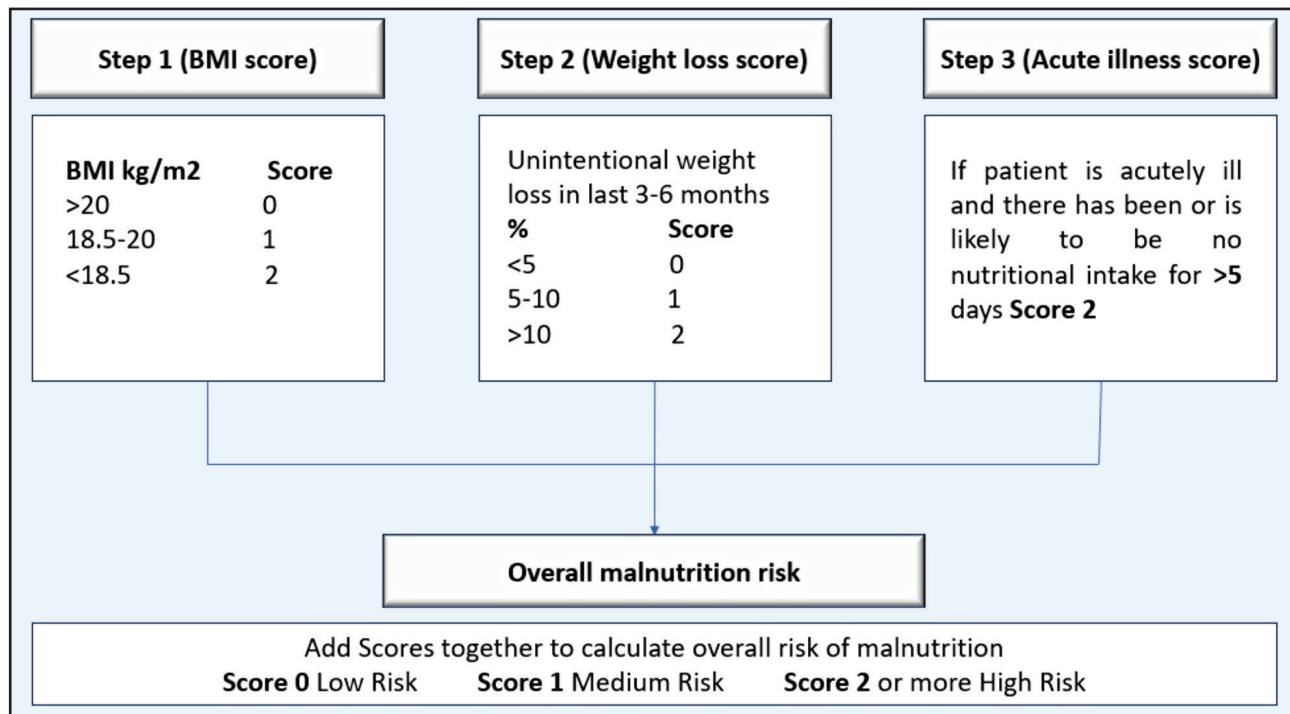 Step 1 (BMI score)
Step 2 (Weight loss score)
Step 3 (Acute illness score)
BMI kg/m2 Score
>20 0
18.5-20 1
<18.5 2
Unintentional weight
loss in last 3-6 months
% Score
<5 0
5-10 1
>10 2
If patient is acutely ill
and there has been or is
likely to be no
nutritional intake for >5
days Score 2
Overall malnutrition risk
Add Scores together to calculate overall risk of malnutrition
Score 0 Low Risk Score 1 Medium Risk Score 2 or more High Risk